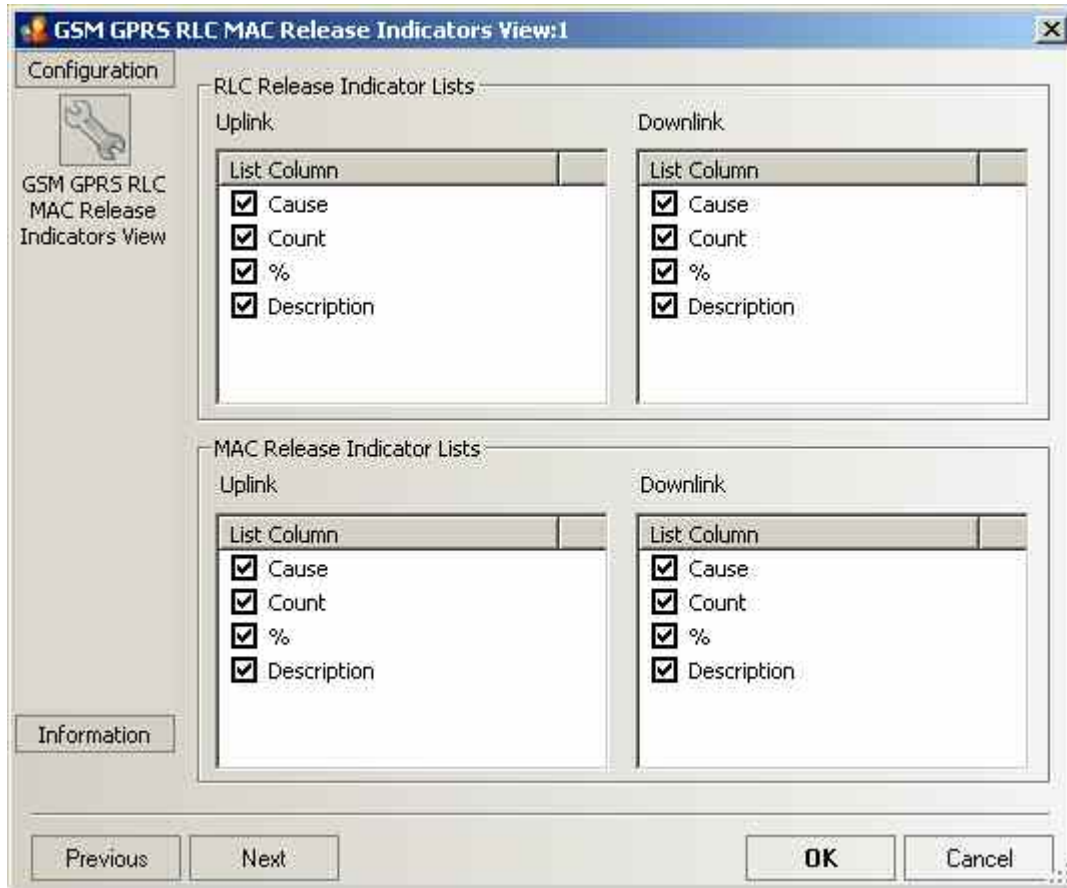 GSM GPRS RLC MAC Release Indicators View:1
Configuration
GSM GPRS RLC
MAC Release
Indicators View
Information
RLC Release Indicator Lists
Uplink
List Column
Cause
Count
%
Description
Downlink
List Column
Cause
Count
%
Description
MAC Release Indicator Lists
Uplink
List Column
Cause
Count
%
Description
Downlink
List Column
Cause
Count
%
Description
Previous
Next
OK
Cancel